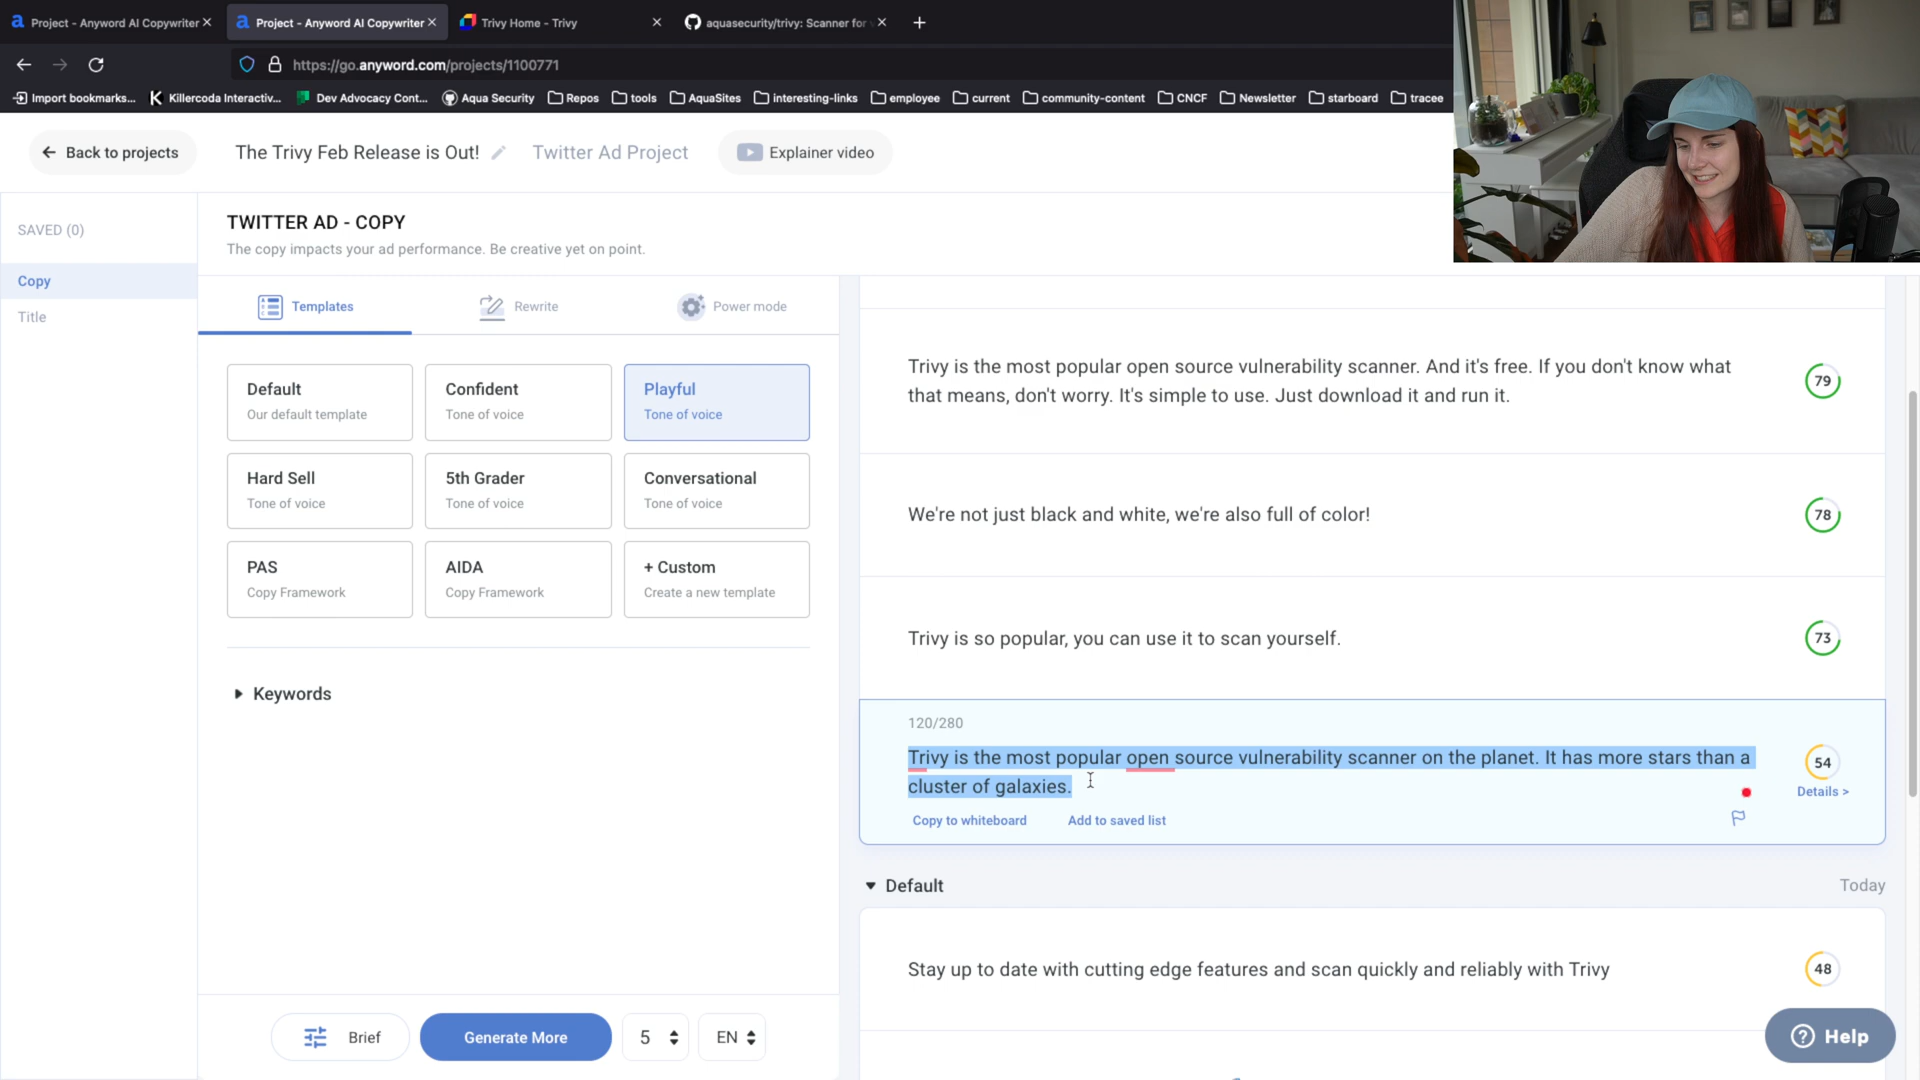 Project - Anyword AI Copywriter
Project - Anyword AI Copywriter
Trivy Home - Trivy
aquasecurity/trivy: Scanner for
https://go.anyword.com/projects/1100771
Import bookmarks...
Killercoda Interactiv...
Dev Advocacy Cont...
Aqua Security
Repos
tools
AquaSites
interesting-links
employee
current
community-content
CNCF
Newsletter
starboard
tracee
Back to projects
The Trivy Feb Release is Out!
Twitter Ad Project
Explainer video
SAVED (0)
Copy
Title
TWITTER AD - COPY
The copy impacts your ad performance. Be creative yet on point.
Templates
Rewrite
Power mode
Default
Our default template
Confident
Tone of voice
Playful
Tone of voice
Hard Sell
Tone of voice
5th Grader
Tone of voice
Conversational
Tone of voice
PAS
Copy Framework
AIDA
Copy Framework
+ Custom
Create a new template
Keywords
Brief
Generate More
5
EN
Trivy is the most popular open source vulnerability scanner. And it's free. If you don't know what
that means, don't worry. It's simple to use. Just download it and run it.
79
We're not just black and white, we're also full of color!
78
Trivy is so popular, you can use it to scan yourself.
73
120/280
Trivy is the most popular open source vulnerability scanner on the planet. It has more stars than a
cluster of galaxies.
54
Details >
Copy to whiteboard
Add to saved list
Default
Today
Stay up to date with cutting edge features and scan quickly and reliably with Trivy
48
Help